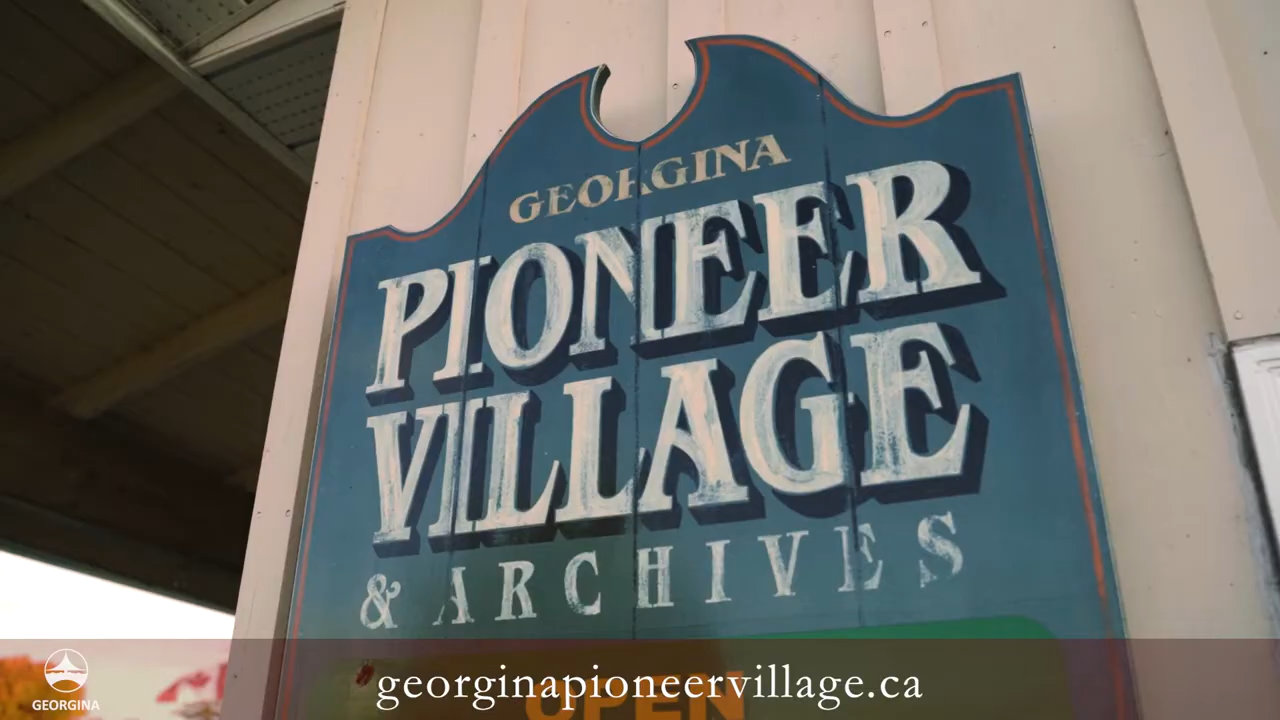 GEORGINA
PIONEER
VILLAGE
& ARCHIVES
OPEN
georginapioneervillage.ca
GEORGINA